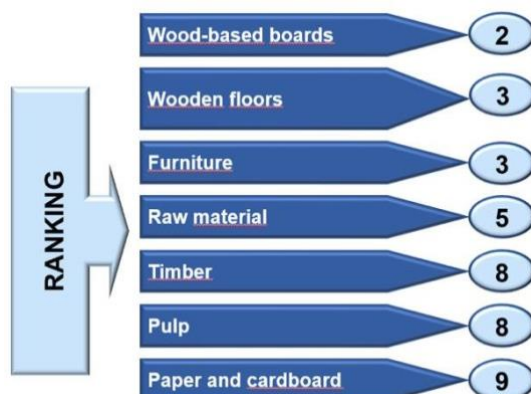 RANKING
Wood-based boards 2
Wooden floors 3
Furniture 3
Raw material 5
Timber 8
Pulp 8
Paper and cardboard 9